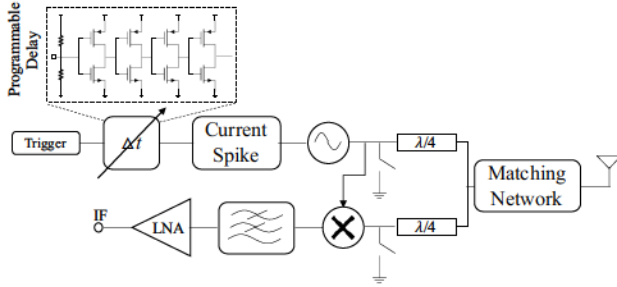 Programmable
Delay
Trigger
Δt
Current
Spike
λ/4
Matching
Network
IF
LNA
λ/4